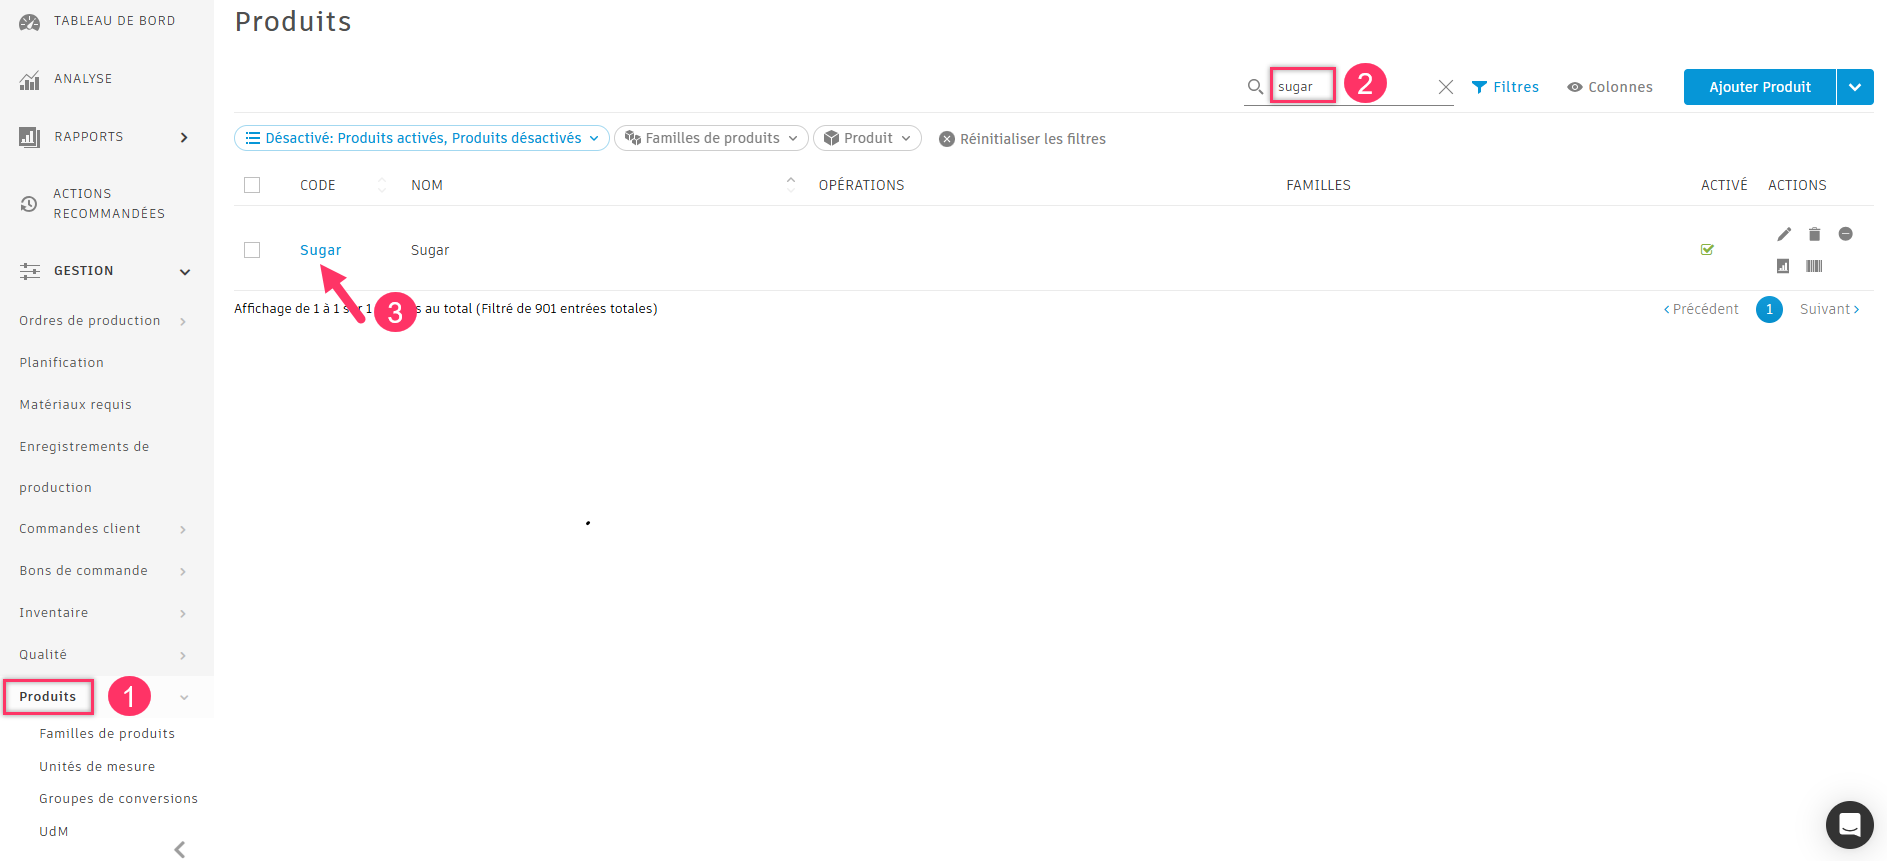 TABLEAU DE BORD
ANALYSE
RAPPORTS
ACTIONS
RECOMMANDÉES
GESTION
Ordres de production
Planification
Matériaux requis
Enregistrements de
production
Commandes client
Bons de commande
Inventaire
Qualité
Produits
1
Familles de produits
Unités de mesure
Groupes de conversions
UdM
Produits
sugar
2
Filtres
Colonnes
Ajouter Produit
Désactivé: Produits activés, Produits désactivés
Familles de produits
Produit
Réinitialiser les filtres
CODE NOM OPÉRATIONS FAMILLES ACTIVÉ ACTIONS
Sugar Sugar
3
Affichage de 1 à 1 sur 1 au total (Filtré de 901 entrées totales)
Précédent 1 Suivant